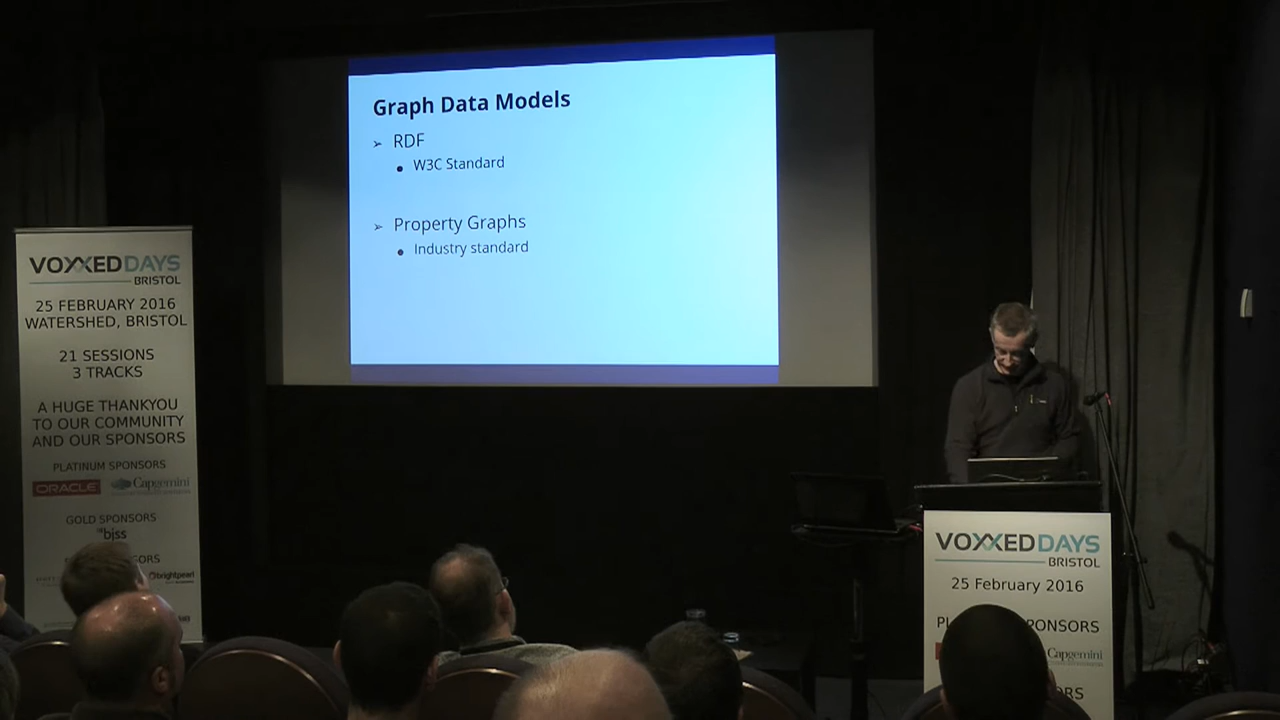 Graph Data Models
RDF
W3C Standard
Property Graphs
Industry standard
VOXXED DAYS
BRISTOL
25 FEBRUARY 2016
WATERSHED, BRISTOL
21 SESSIONS
3 TRACKS
A HUGE THANKYOU
TO OUR COMMUNITY
AND OUR SPONSORS
PLATINUM SPONSORS
ORACLE Capgemini
GOLD SPONSORS
bjss
brightpearl
VOXXED DAYS
BRISTOL
25 February 2016
SPONSORS
Capgemini